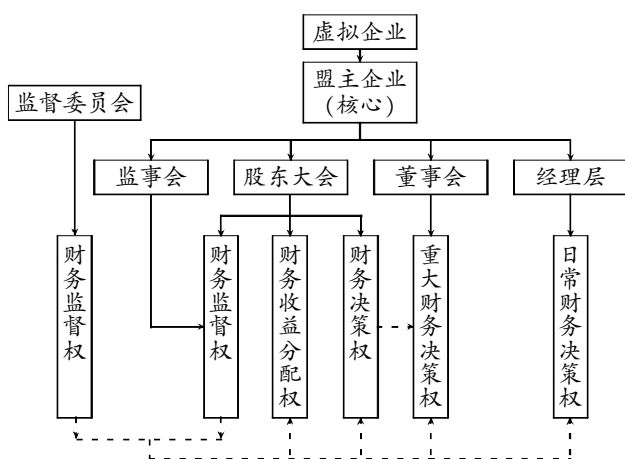 虚拟企业
盟主企业
(核心)
监督委员会
监事会
股东大会
董事会
经理层
财务监督权
财务监督权
财务收益分配权
财务决策权
重大财务决策权
日常财务决策权